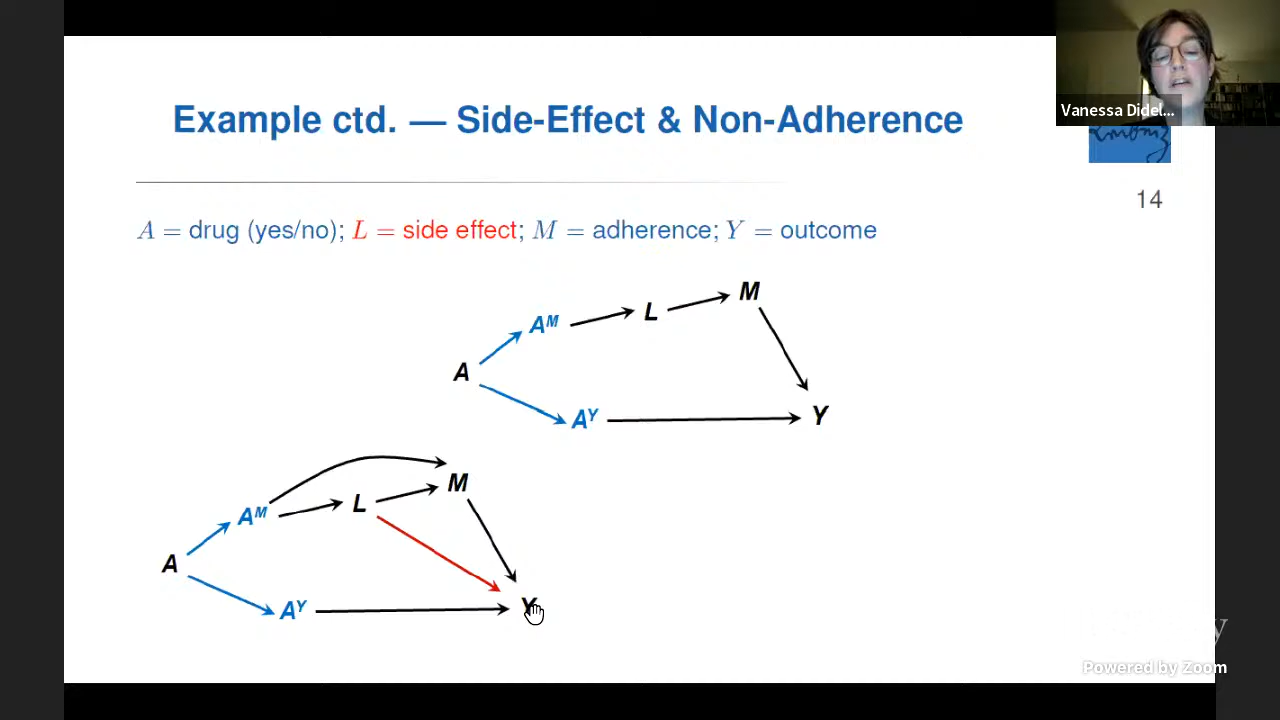 Vanessa Didel...
Example ctd. — Side-Effect & Non-Adherence
14
A = drug (yes/no); L = side effect; M = adherence; Y = outcome
M
L
A^M
A
A^Y
Y
M
L
A^M
A
A^Y
Y
y
Powered by Zoom